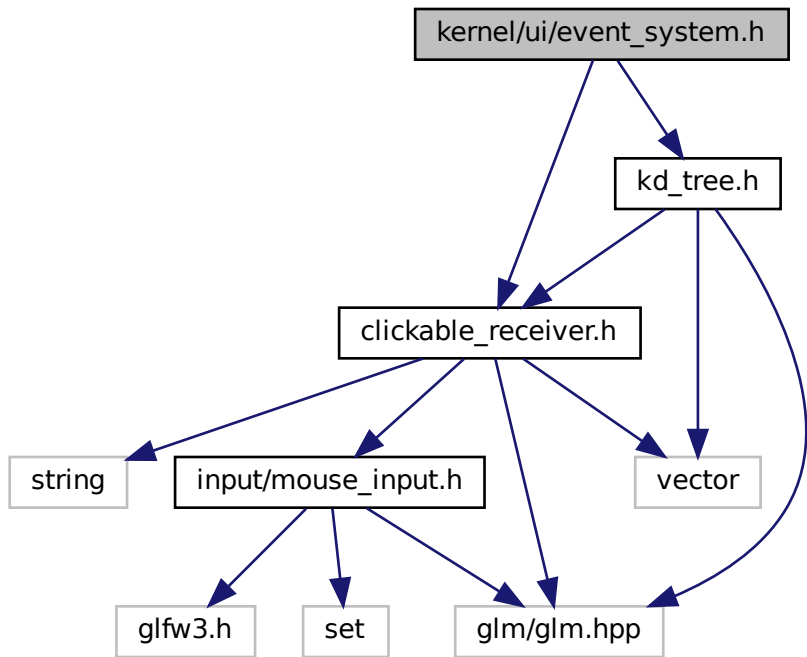 kernel/ui/event_system.h
kd_tree.h
clickable_receiver.h
string
input/mouse_input.h
vector
glfw3.h
set
glm/glm.hpp